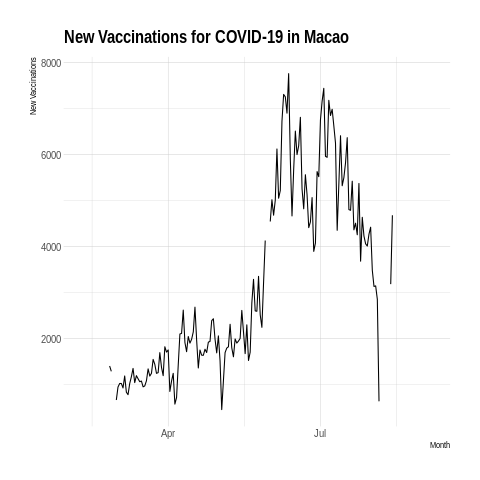 New Vaccinations for COVID-19 in Macao
New Vaccinations
8000
6000
4000
2000
Apr
Jul
Month